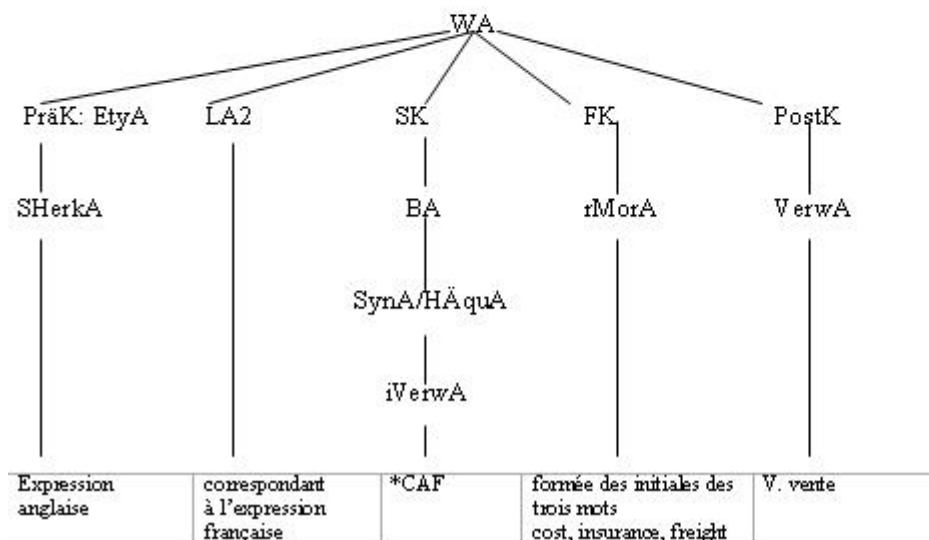 WA
PräK: EtyA LA2 SK FK PostK
SHerkA BA rMorA VerwA
SynA/HÄquA
iVerwA
Expression
anglaise
correspondant
à l'expression
française
*CAF
formée des initiales des
trois mots
cost, insurance, freight
V. vente